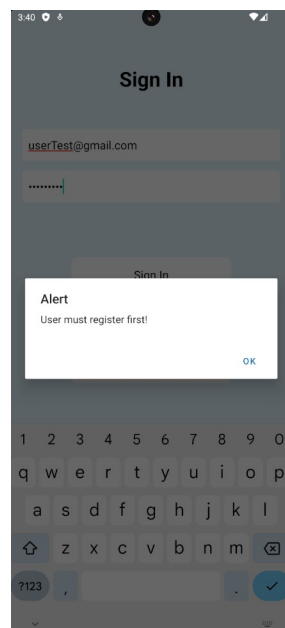 3:40
Sign In
userTest@gmail.com
•••••••••
Sign In
Alert
User must register first!
OK
1 2 3 4 5 6 7 8 9 0
q w e r t y u i o p
a s d f g h j k l
z x c v b n m
?123 , .